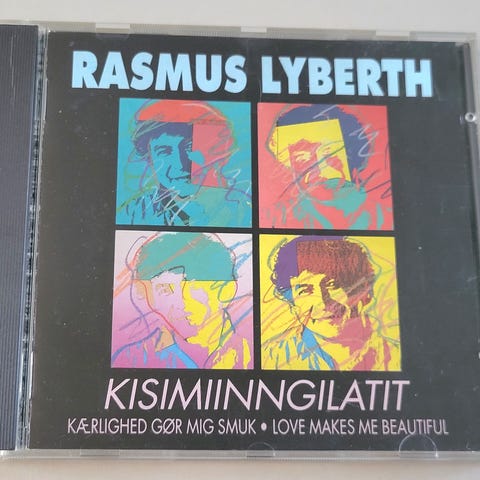 RASMUS LYBERTH
KISIMIINNGILATIT
KÆRLIGHED GØR MIG SMUK • LOVE MAKES ME BEAUTIFUL